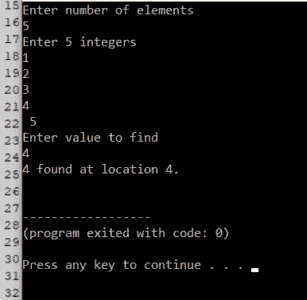 15 Enter number of elements
16 5
17 Enter 5 integers
18 1
19 2
20 3
21 4
22 5
23 Enter value to find
24 4
25 4 found at location 4.
26
27
28 ------------------
29 (program exited with code: 0)
30 Press any key to continue . . .
31
32